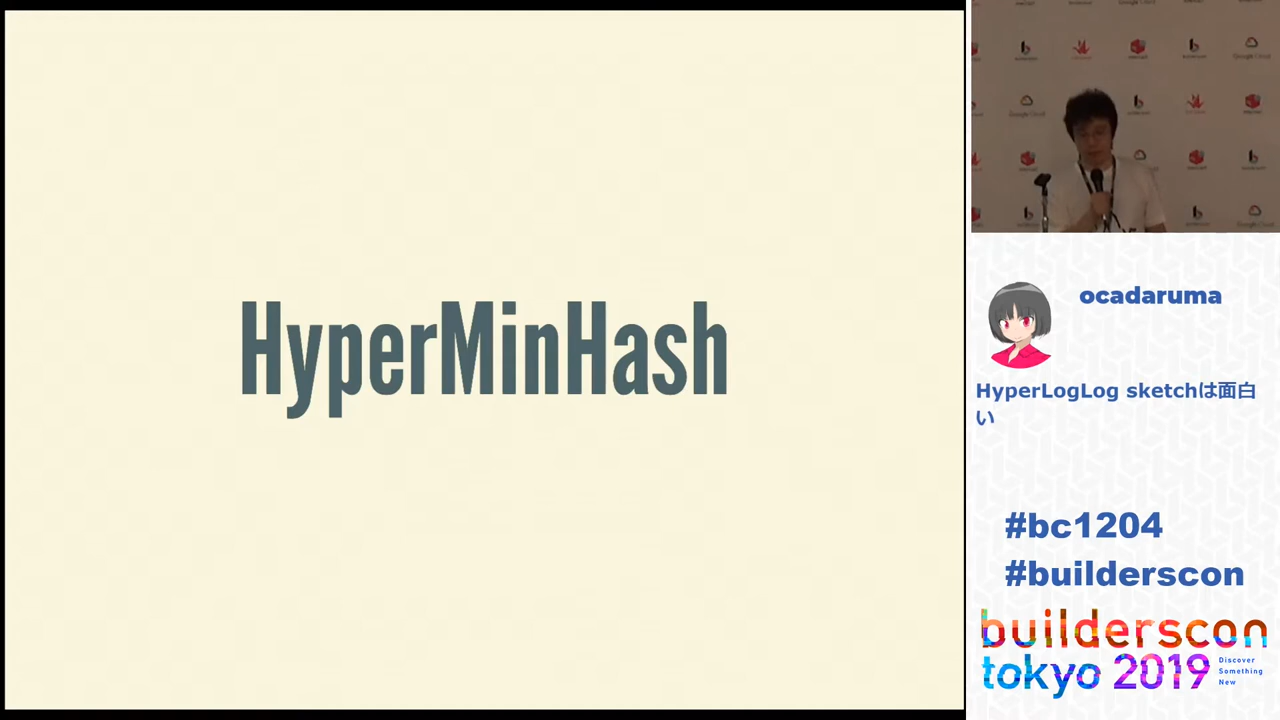 HyperMinHash
ocadaruma
HyperLogLog sketchは面白
い
#bc1204
#builderscon
builderscon
tokyo 2019
Discover
Something
New